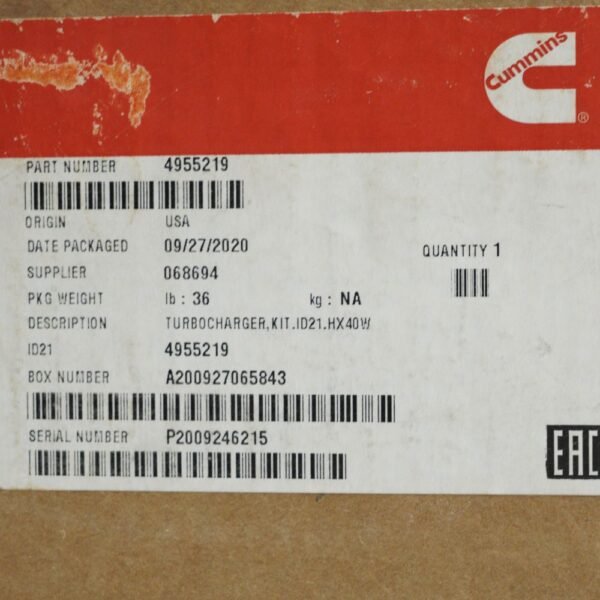 Cummins
®
PART NUMBER 4955219
ORIGIN USA
DATE PACKAGED 09/27/2020
QUANTITY 1
SUPPLIER 068694
PKG WEIGHT lb : 36 kg : NA
DESCRIPTION TURBOCHARGER,KIT.ID21.HX40W
ID21 4955219
BOX NUMBER A200927065843
SERIAL NUMBER P2009246215
EAC